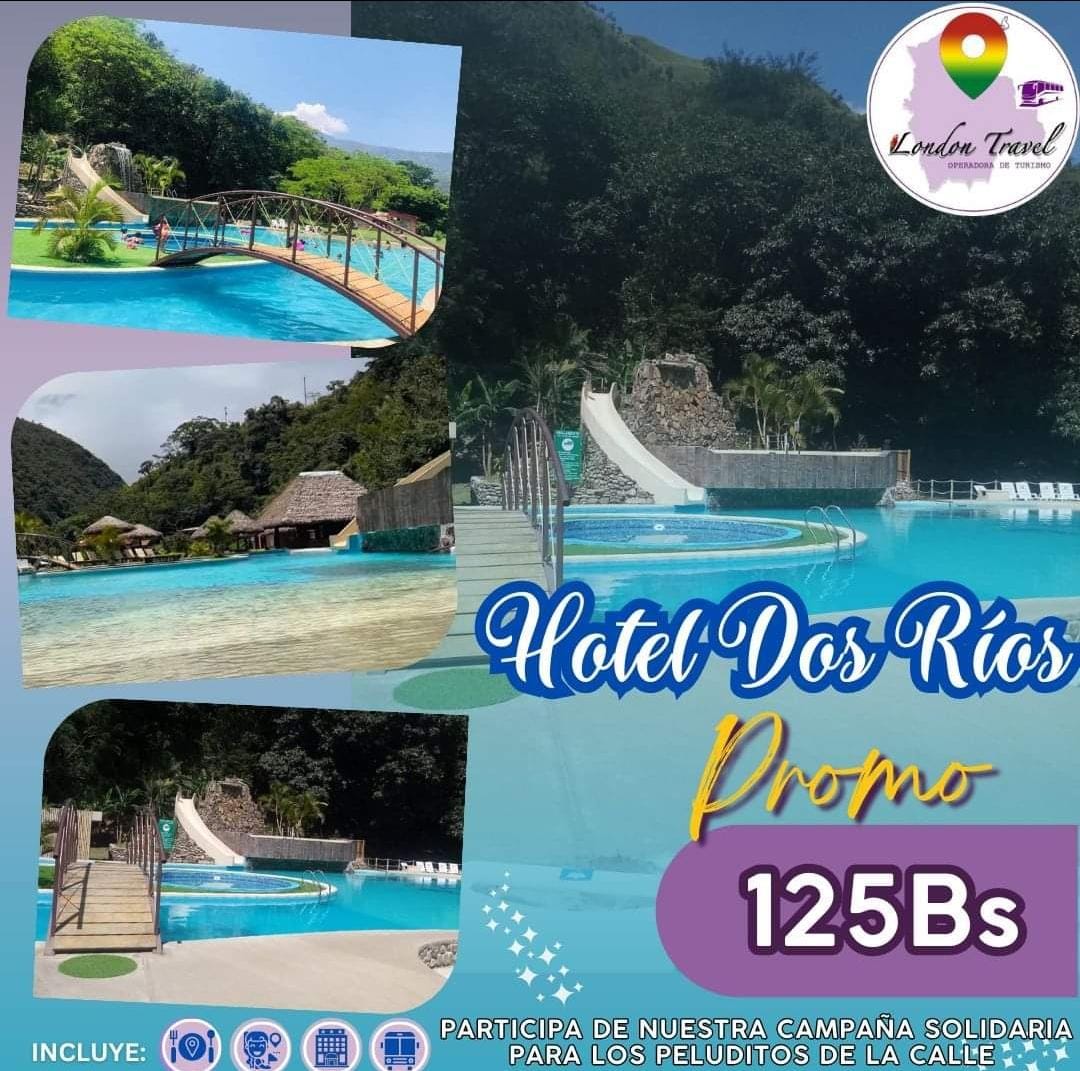 London Travel
OPERADORA DE TURISMO
Hotel Dos Ríos
Promo
125Bs
INCLUYE:
PARTICIPA DE NUESTRA CAMPAÑA SOLIDARIA
PARA LOS PELUDITOS DE LA CALLE